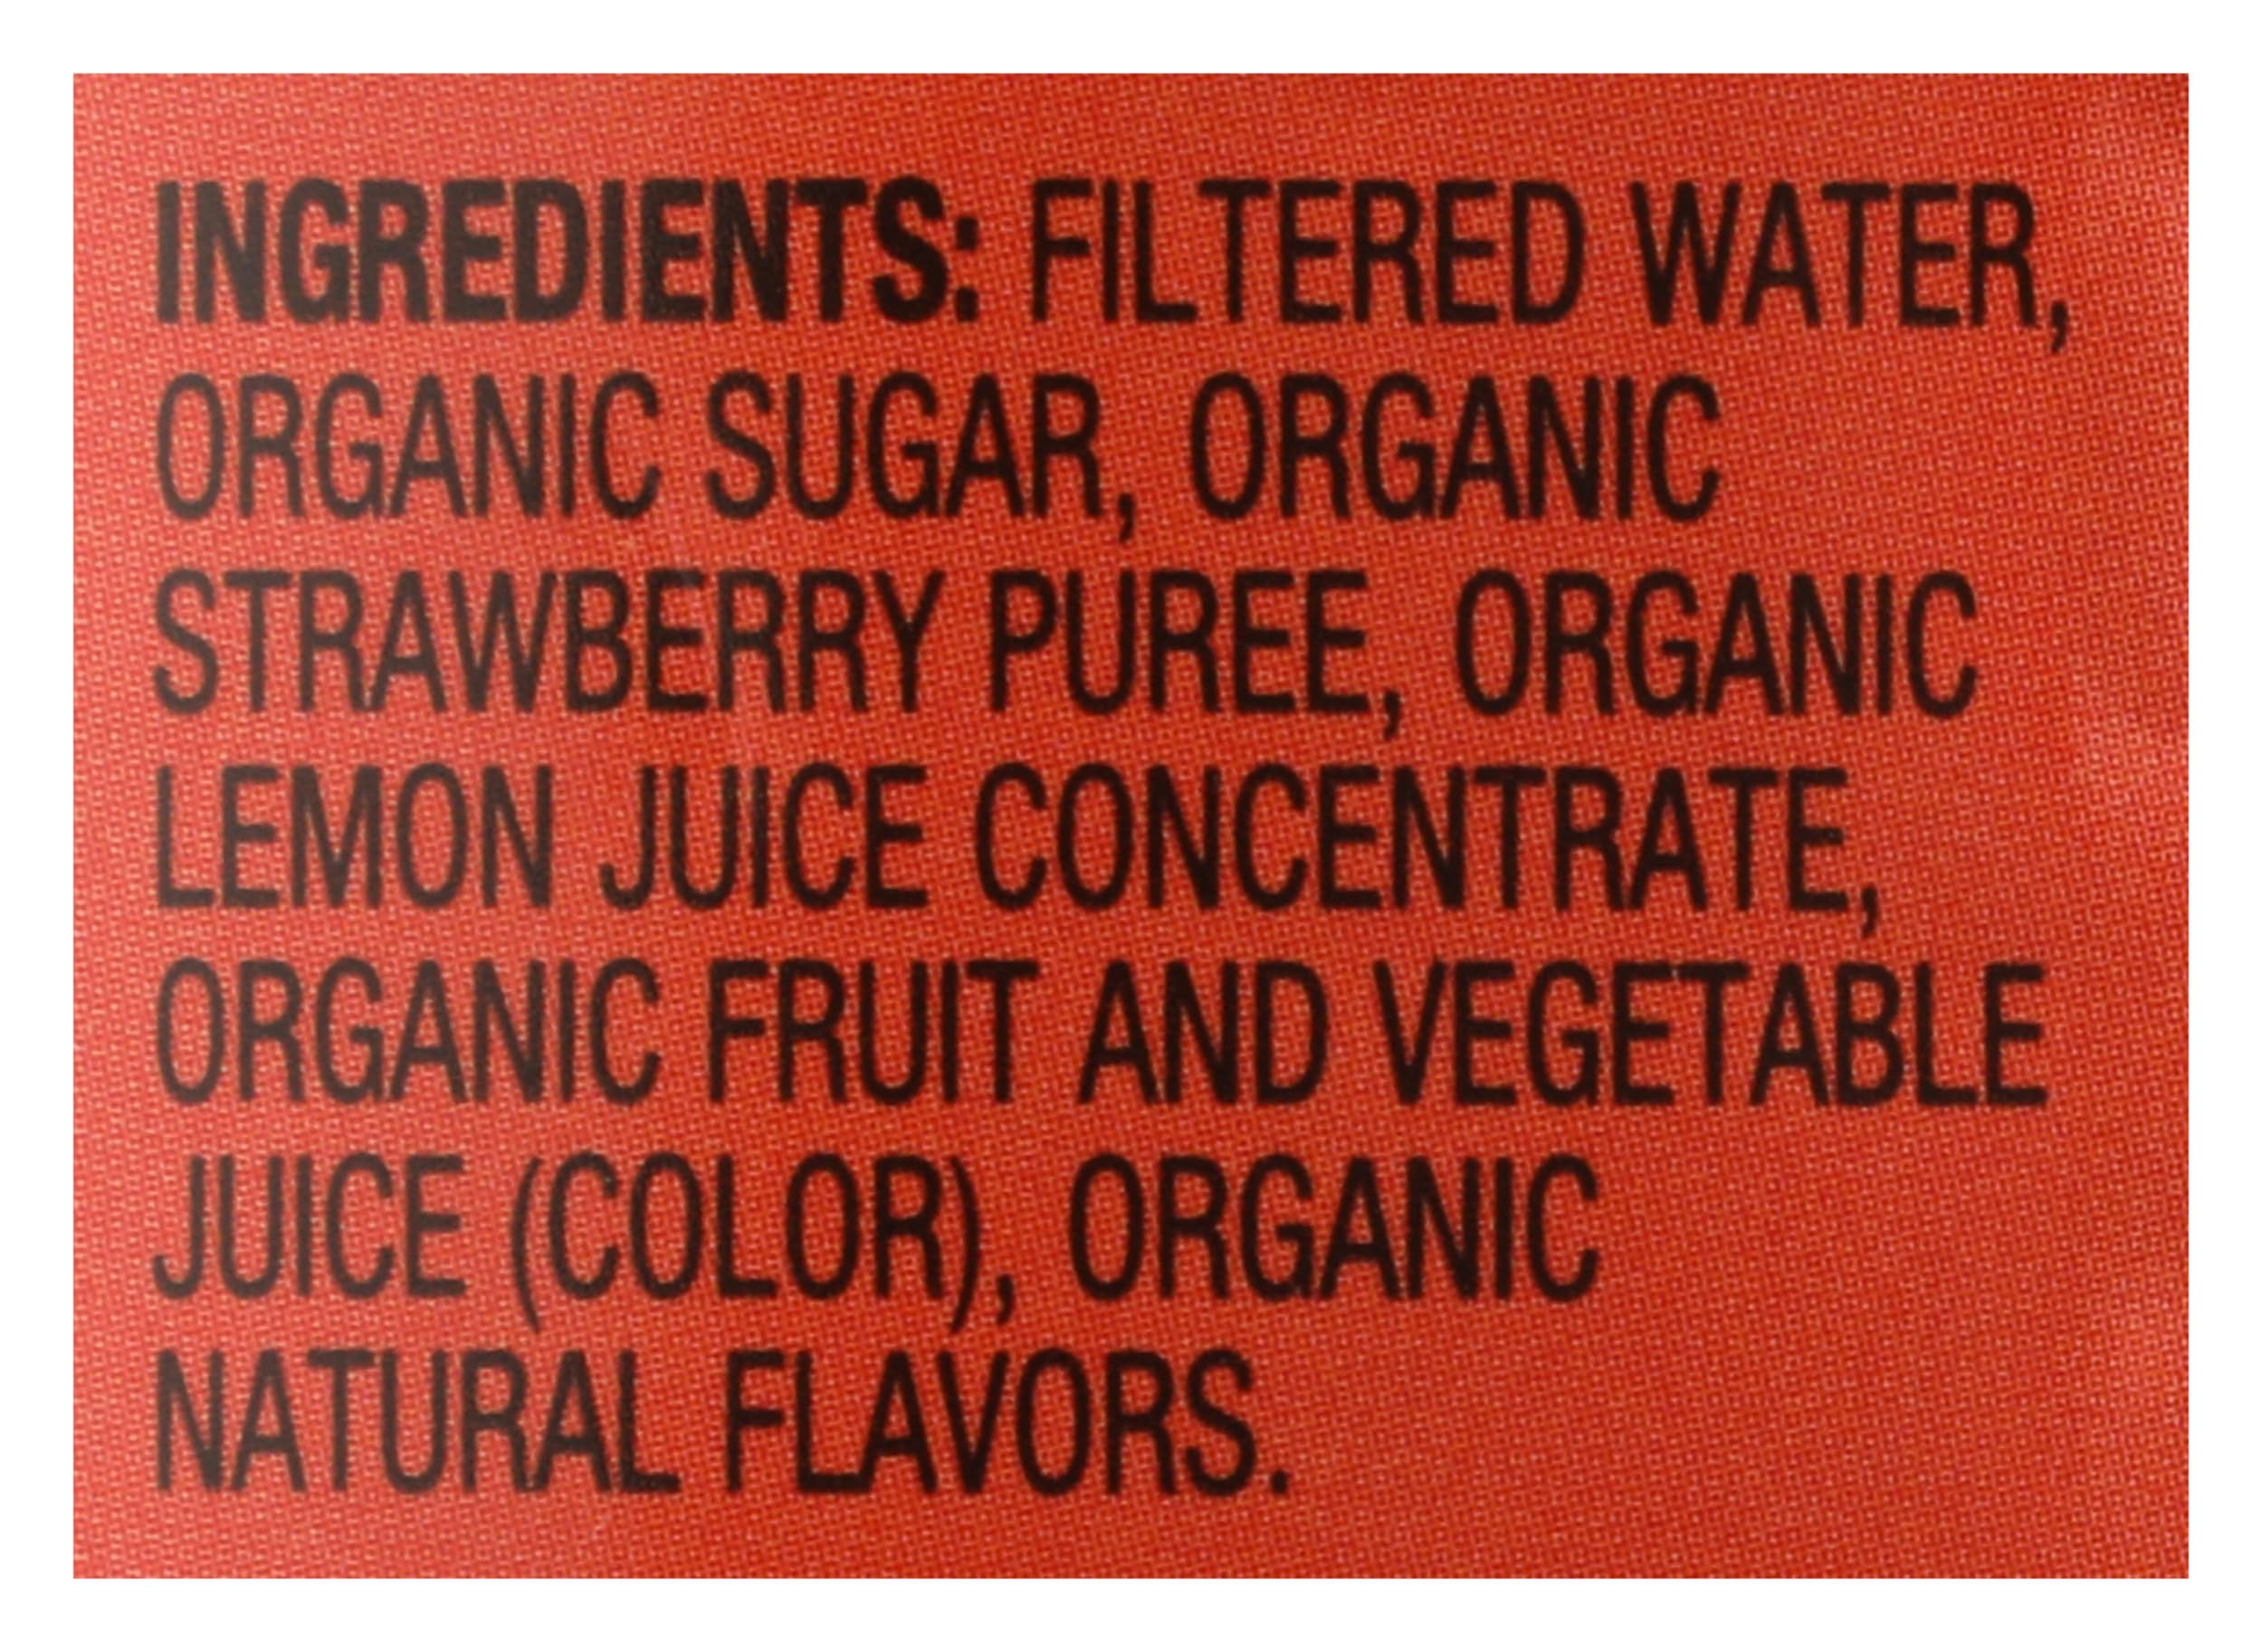 INGREDIENTS: FILTERED WATER,
ORGANIC SUGAR, ORGANIC
STRAWBERRY PUREE, ORGANIC
LEMON JUICE CONCENTRATE,
ORGANIC FRUIT AND VEGETABLE
JUICE (COLOR), ORGANIC
NATURAL FLAVORS.